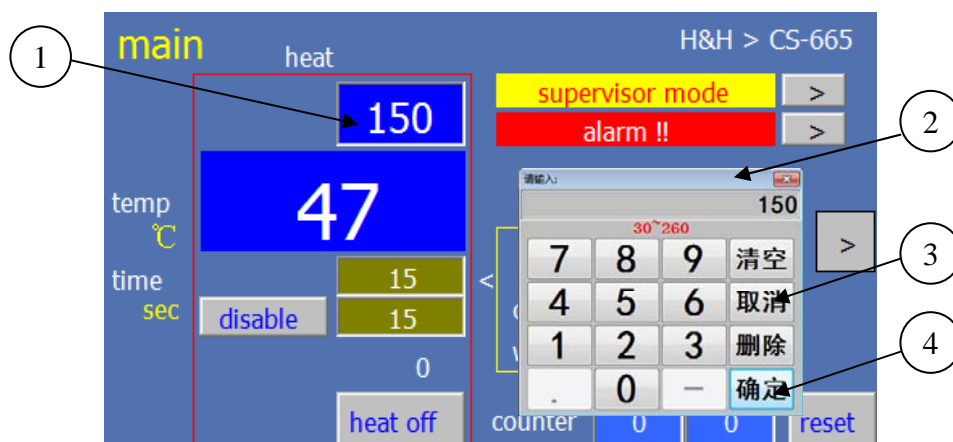 main
heat
H&H > CS-665
1
150
supervisor mode
>
alarm !!
>
2
请输入:
150
30~260
temp
℃
47
7 8 9 清空
>
3
time
sec
15
<
4 5 6 取消
disable
15
1 2 3 删除
4
0
. 0 - 确定
heat off
counter
0
0
reset